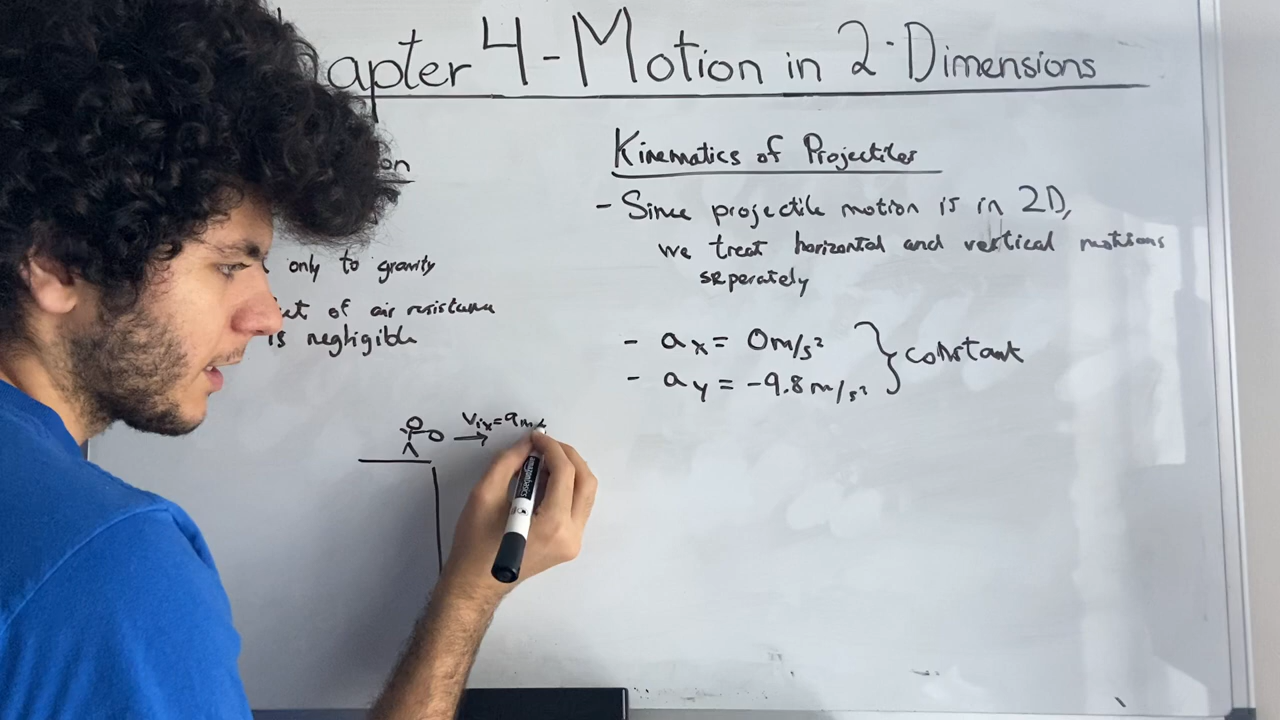 apter 4-Motion in 2-Dimensions
on
only to gravity
of air resistance
is negligible
Vix=9m
Kinematics of Projectiles
- Since projectile motion is in 2D,
we treat horizontal and vertical motions
seperately
- ax = 0m/s²
- ay = -9.8m/s²
} constant